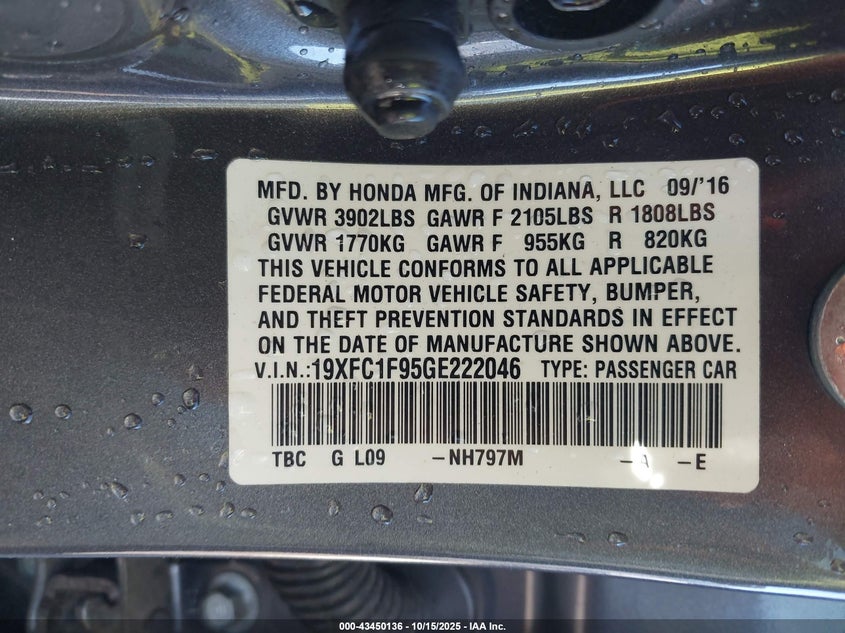 MFD. BY HONDA MFG. OF INDIANA, LLC 09/'16
GVWR 3902LBS GAWR F 2105LBS R 1808LBS
GVWR 1770KG GAWR F 955KG R 820KG
THIS VEHICLE CONFORMS TO ALL APPLICABLE
FEDERAL MOTOR VEHICLE SAFETY, BUMPER,
AND THEFT PREVENTION STANDARDS IN EFFECT
ON THE DATE OF MANUFACTURE SHOWN ABOVE.
V.I.N.:19XFC1F95GE222046 TYPE: PASSENGER CAR
TBC G L09 -NH797M -A -E
000-43450136 - 10/15/2025 - IAA Inc.